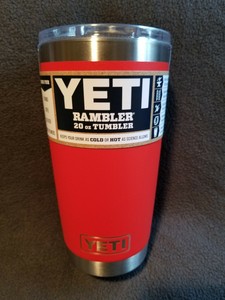 YETI
RAMBLER
20 oz TUMBLER
KEEPS YOUR DRINK AS COLD OR HOT AS SCIENCE ALLOWS
YETI